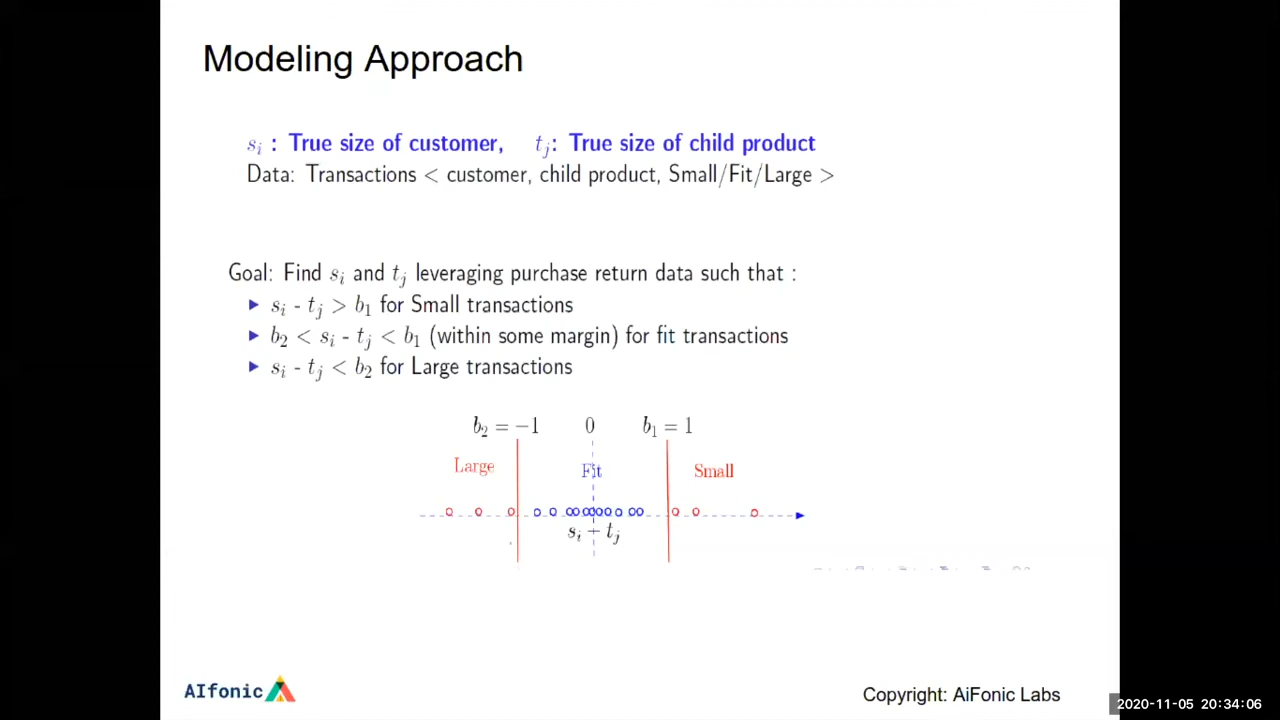 Modeling Approach
s_i : True size of customer, t_j: True size of child product
Data: Transactions < customer, child product, Small/Fit/Large >
Goal: Find s_i and t_j leveraging purchase return data such that :
► s_i - t_j > b_1 for Small transactions
► b_2 < s_i - t_j < b_1 (within some margin) for fit transactions
► s_i - t_j < b_2 for Large transactions
b_2 = −1 0 b_1 = 1
Large Fit Small
s_i − t_j
AIfonic
Copyright: AiFonic Labs
2020-11-05 20:34:06